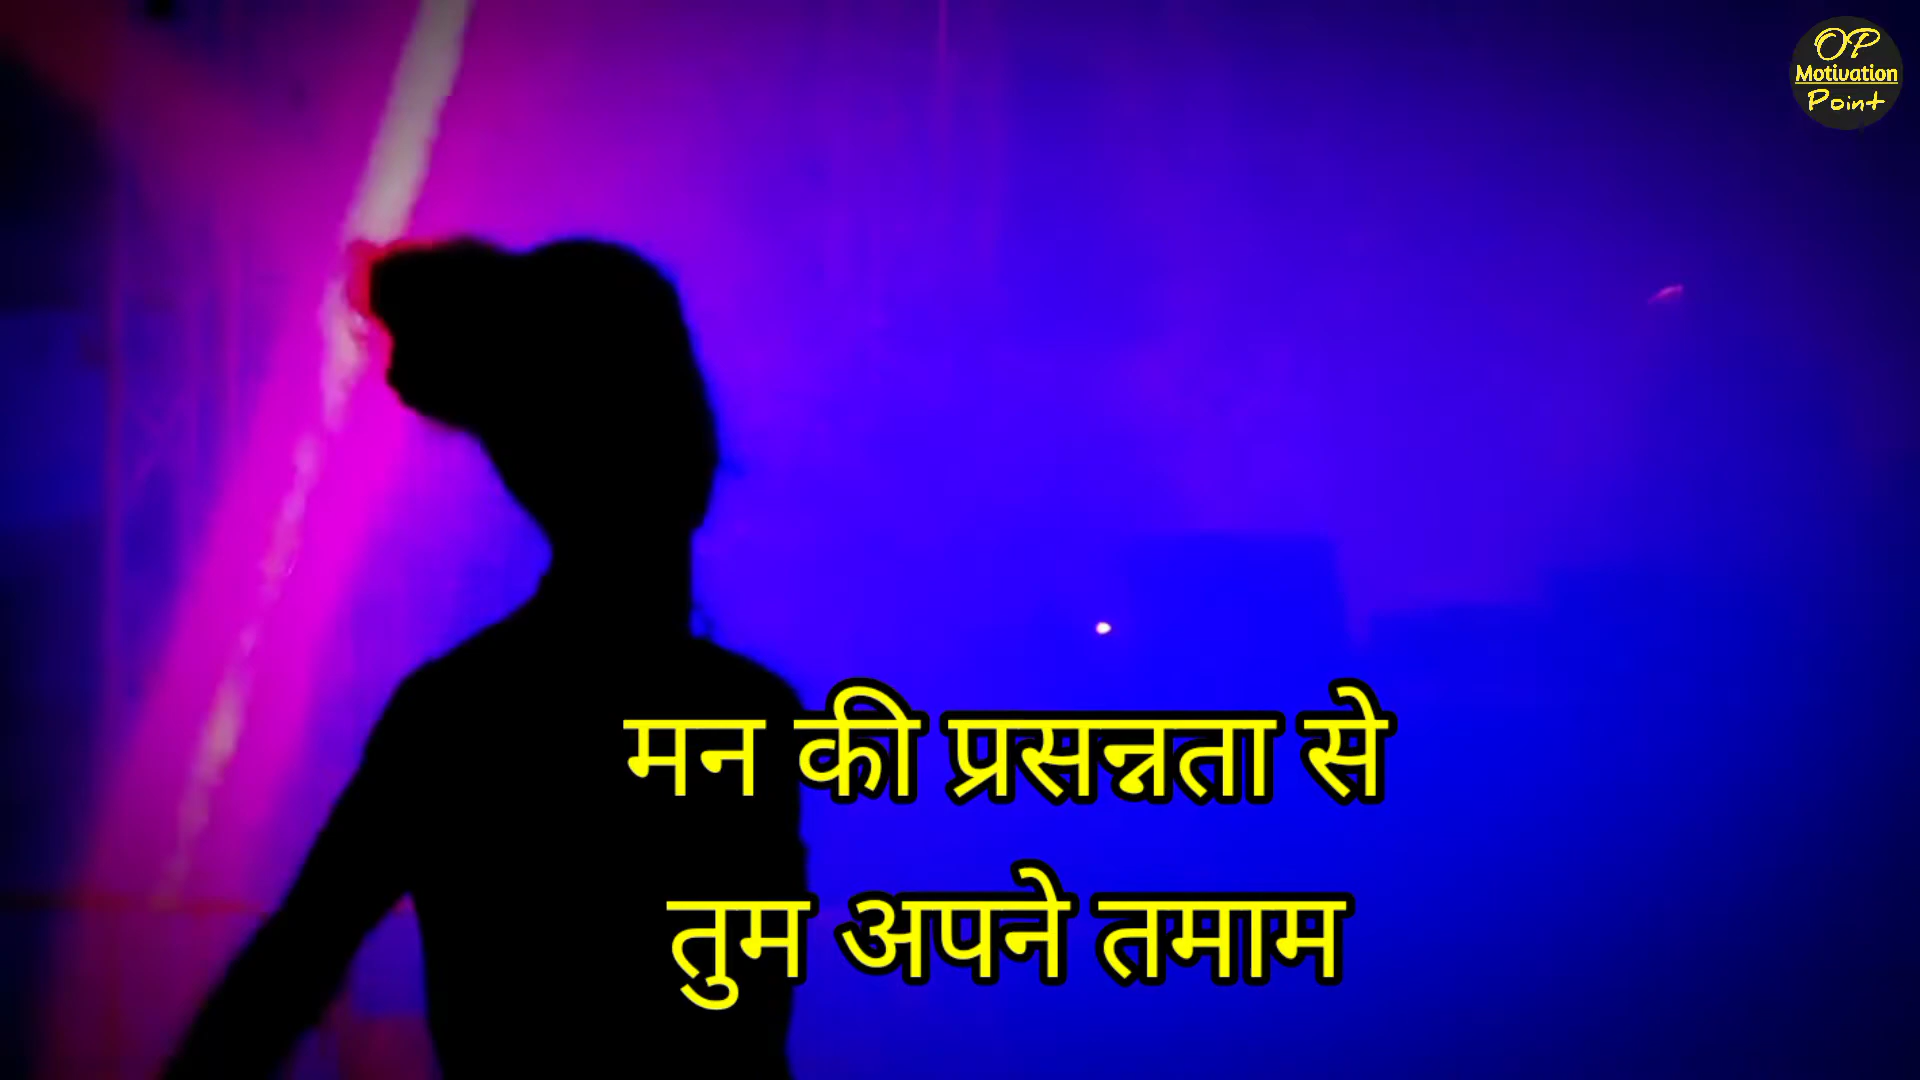 OP
Motivation
Point
मन की प्रसन्नता से
तुम अपने तमाम